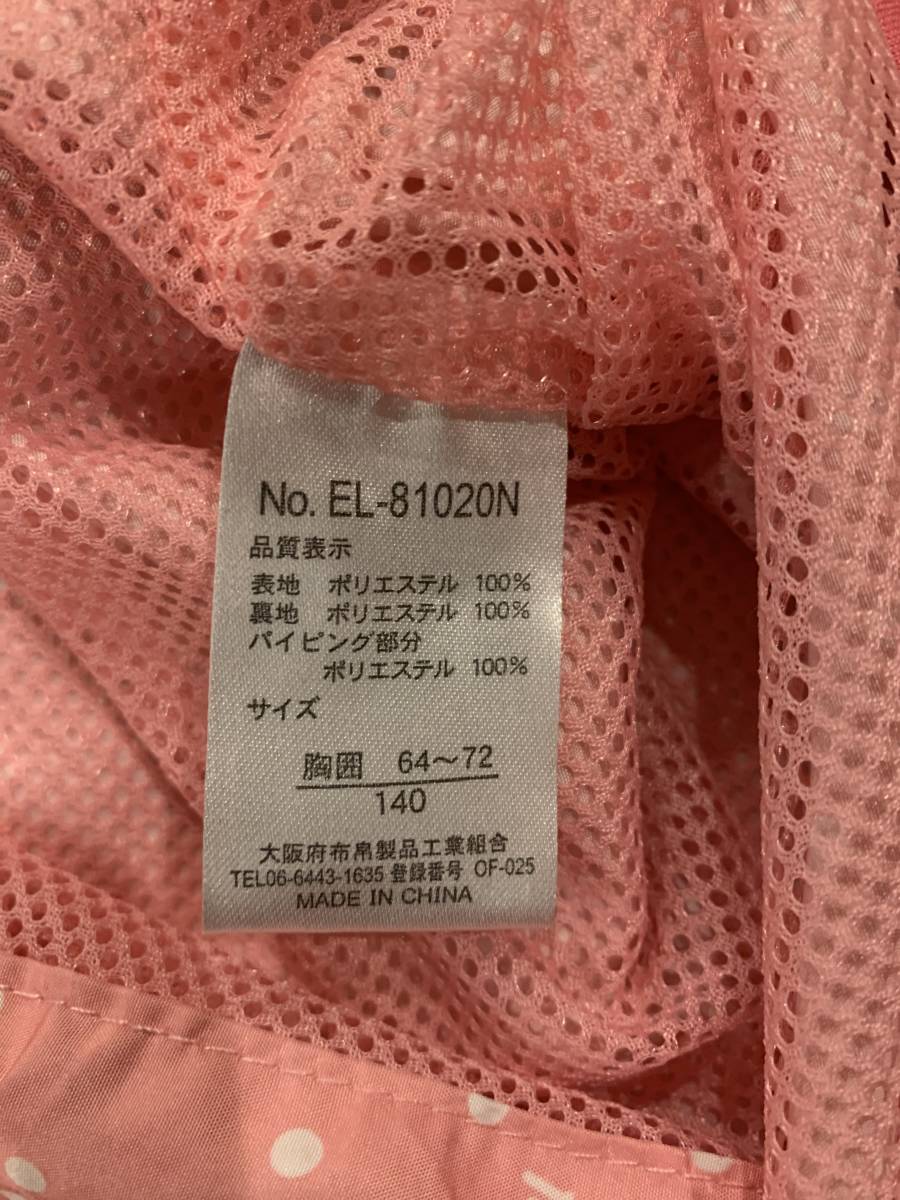 No. EL-81020N
品質表示
表地 ポリエステル 100%
裏地 ポリエステル 100%
パイピング部分
ポリエステル 100%
サイズ
胸囲 64～72
140
大阪府布帛製品工業組合
TEL06-6443-1635 登録番号 OF-025
MADE IN CHINA